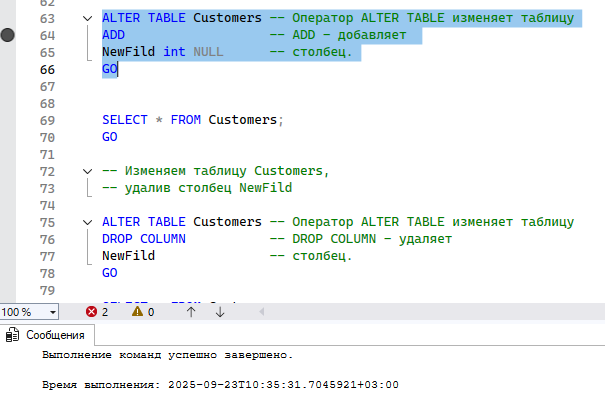 62
63 ALTER TABLE Customers -- Оператор ALTER TABLE изменяет таблицу
64 ADD -- ADD - добавляет
65 NewFild int NULL -- столбец.
66 GO
67
68
69 SELECT * FROM Customers;
70 GO
71
72 -- Изменяем таблицу Customers,
73 -- удалив столбец NewFild
74
75 ALTER TABLE Customers -- Оператор ALTER TABLE изменяет таблицу
76 DROP COLUMN -- DROP COLUMN - удаляет
77 NewFild -- столбец.
78 GO
79
100 % 2 0
Сообщения
Выполнение команд успешно завершено.
Время выполнения: 2025-09-23T10:35:31.7045921+03:00